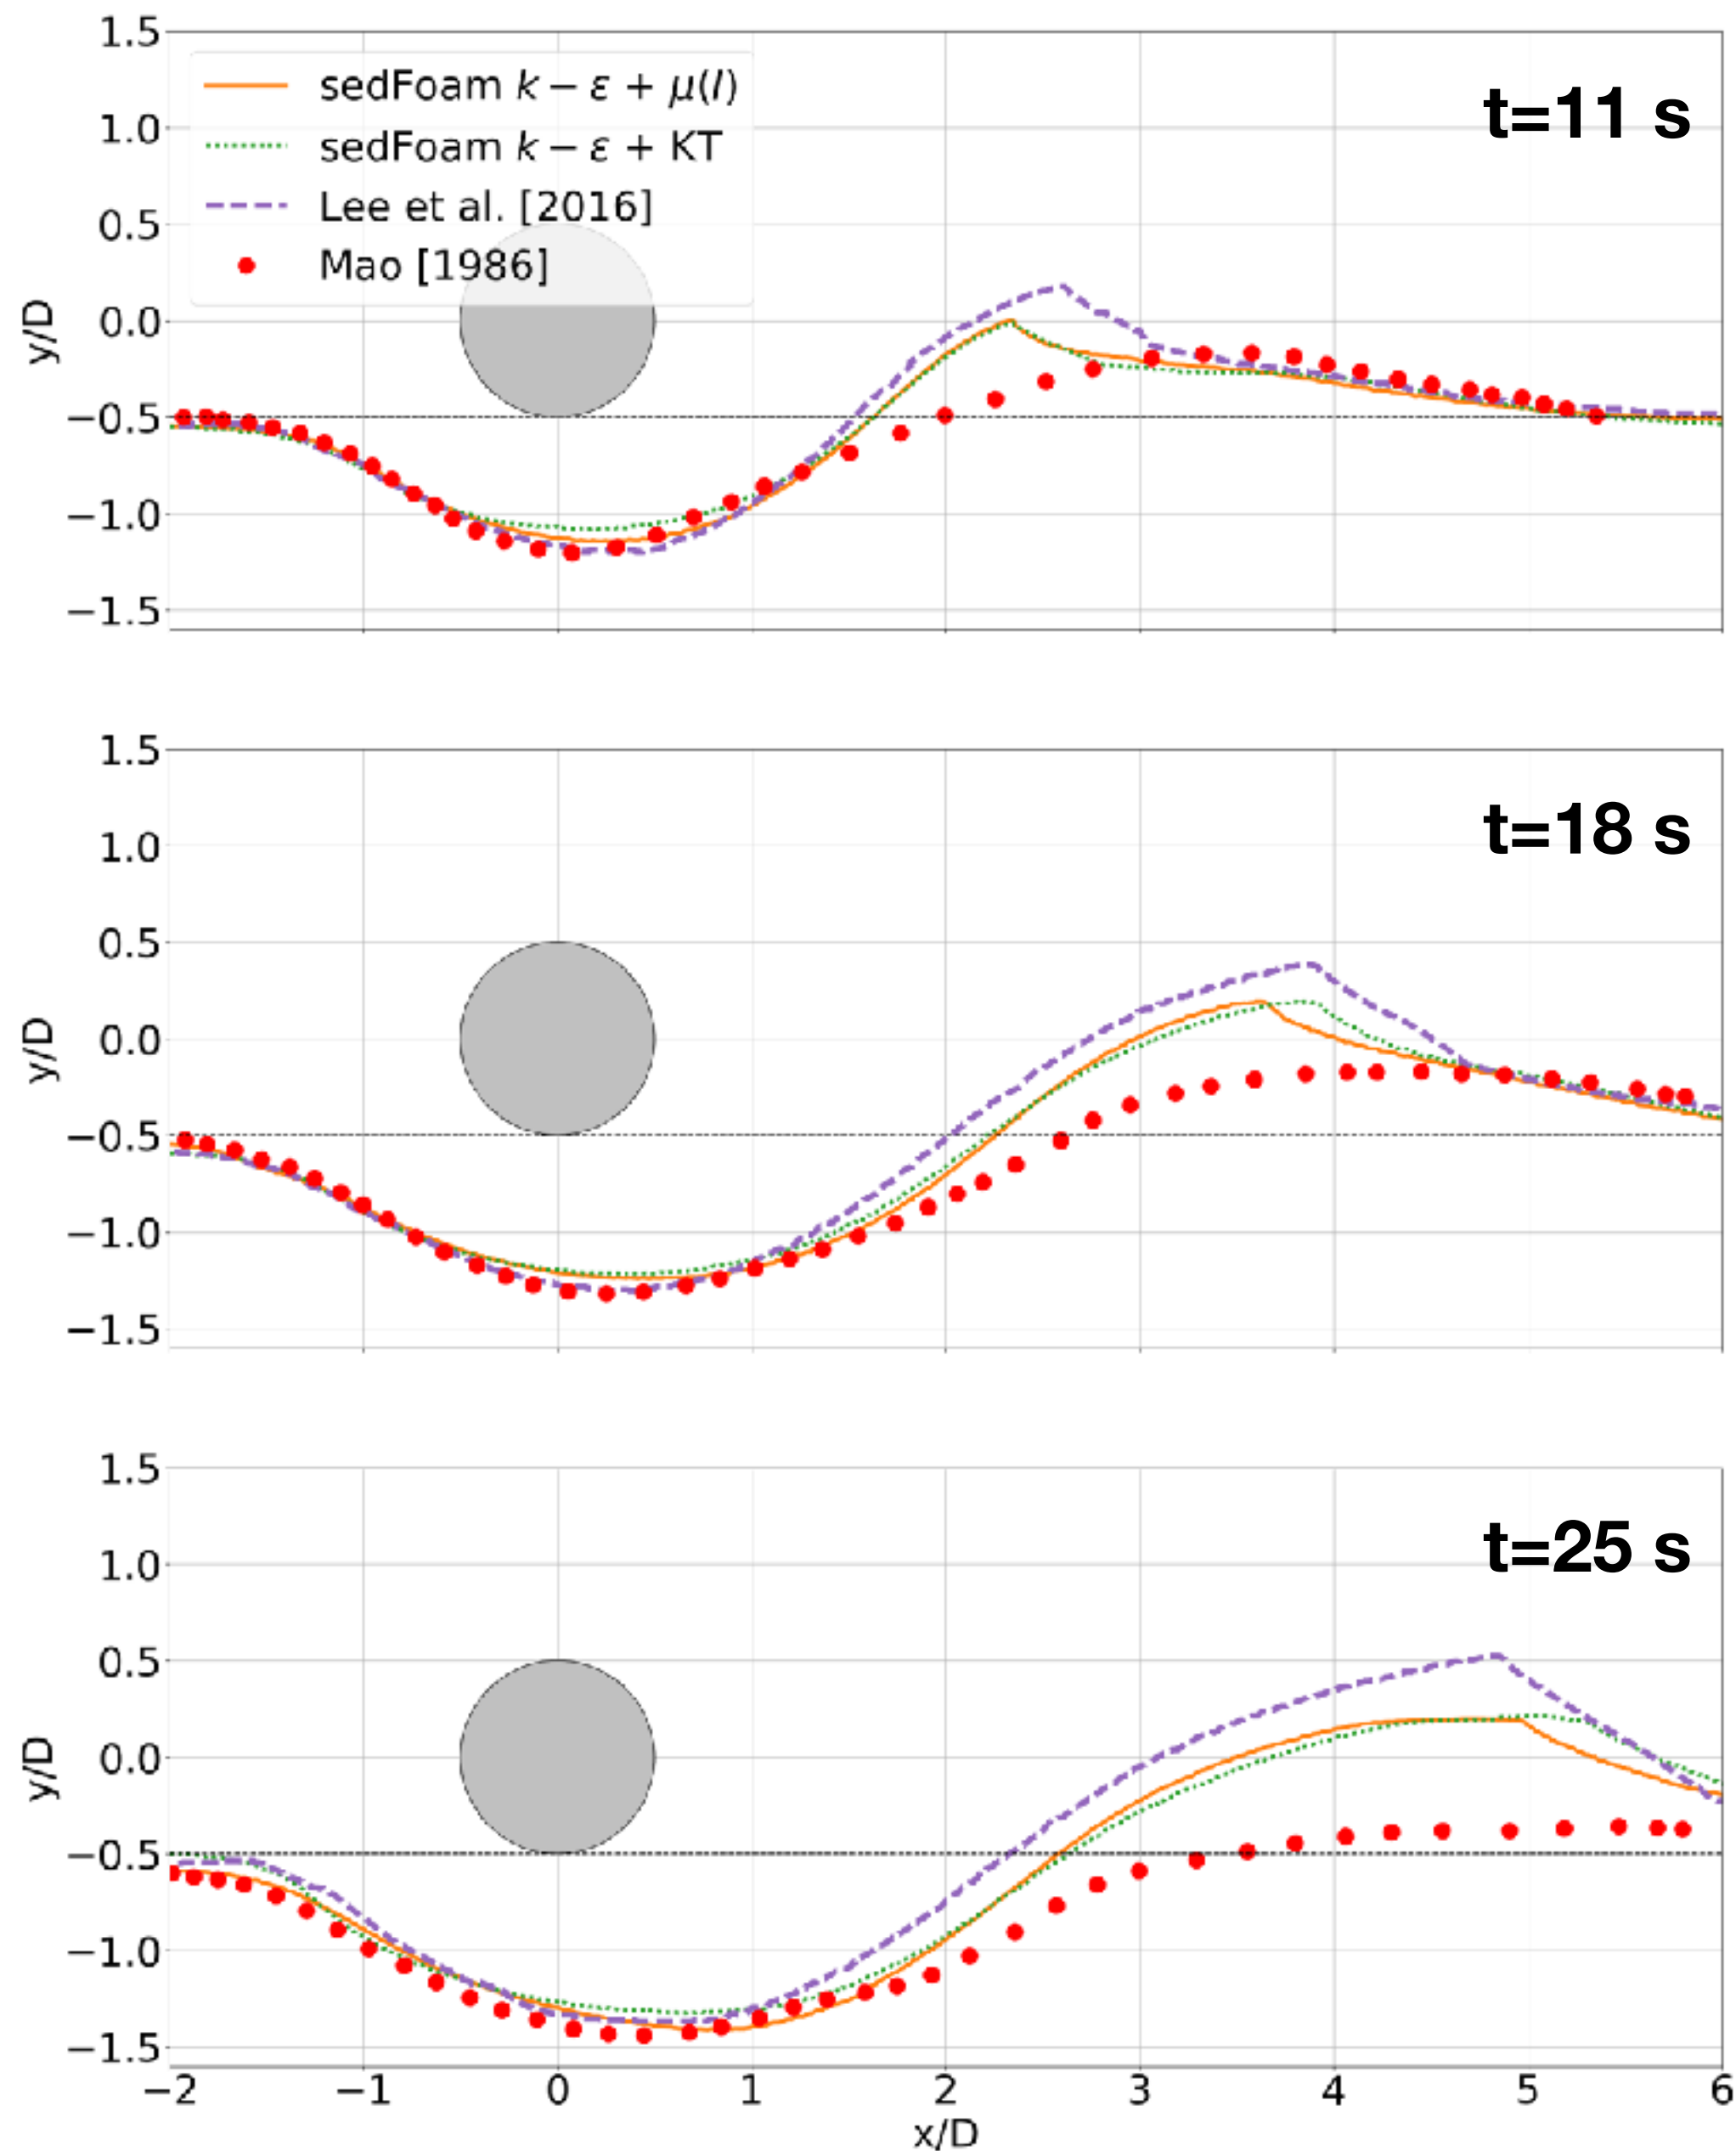 1.5
1.0
0.5
0.0
−0.5
−1.0
−1.5
y/D
sedFoam k − ε + μ(I)
sedFoam k − ε + KT
Lee et al. [2016]
Mao [1986]
t=11 s
1.5
1.0
0.5
0.0
−0.5
−1.0
−1.5
y/D
t=18 s
1.5
1.0
0.5
0.0
−0.5
−1.0
−1.5
y/D
t=25 s
−2 −1 0 1 2 3 4 5 6
x/D